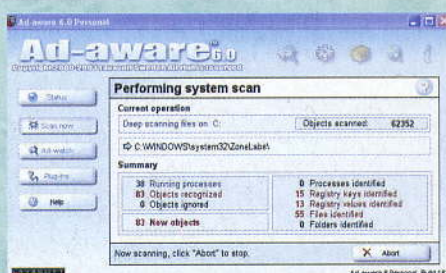 Ad-aware 6.0 Personal
Ad-aware 6.0
Status
Scan now
Ad-watch
Plug-ins
Help
Performing system scan
Current operation
Deep scanning files on C:
Objects scanned: 62352
C:\WINDOWS\system32\ZoneLabs\
Summary
38 Running processes
83 Objects recognized
0 Objects ignored
83 New objects
0 Processes identified
15 Registry keys identified
13 Registry values identified
55 Files identified
0 Folders identified
Now scanning, click "Abort" to stop.
Abort